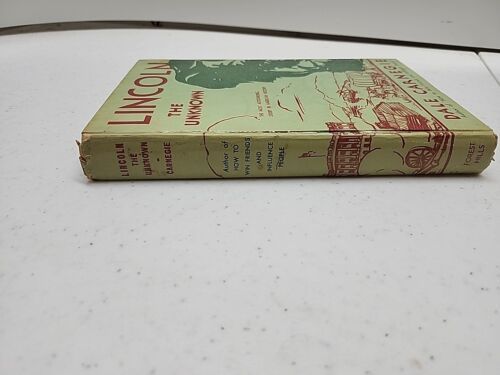 LINCOLN
THE
UNKNOWN
DALE CARNEGIE
LINCOLN
THE
UNKNOWN
CARNEGIE
Author of
HOW TO
WIN FRIENDS
AND
INFLUENCE
PEOPLE
FOREST
HILLS